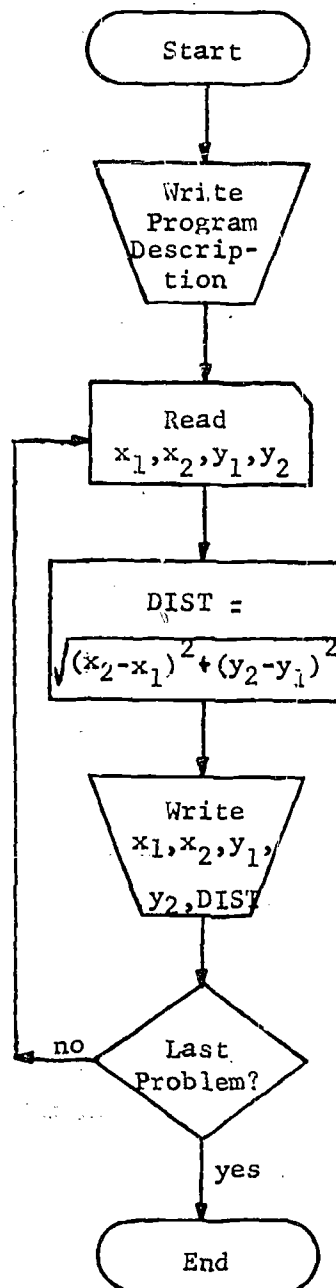 Start
Write
Program
Descrip-
tion
Read
x₁,x₂,y₁,y₂
DIST =
√(x₂-x₁)² + (y₂-y₁)²
Write
x₁,x₂,y₁,
y₂,DIST
no
Last
Problem?
yes
End